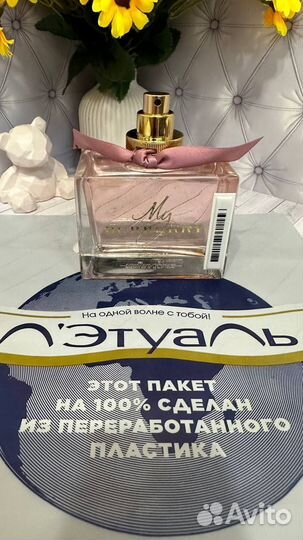 My
BURBERRY
На одной волне с тобой!
Л'Этуаль
ЭТОТ ПАКЕТ
НА 100% СДЕЛАН
ИЗ ПЕРЕРАБОТАННОГО
ПЛАСТИКА
Avito